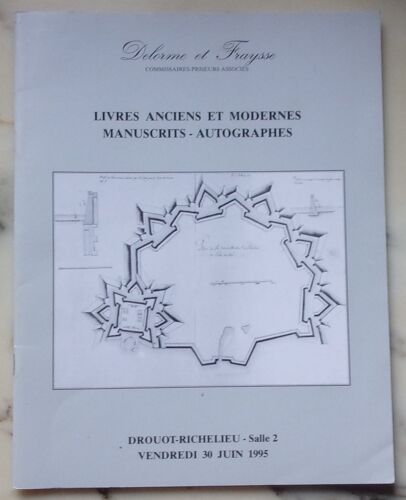 Delorme et Fraysse
COMMISSAIRES-PRISEURS ASSOCIÉS
LIVRES ANCIENS ET MODERNES
MANUSCRITS - AUTOGRAPHES
DROUOT-RICHELIEU - Salle 2
VENDREDI 30 JUIN 1995